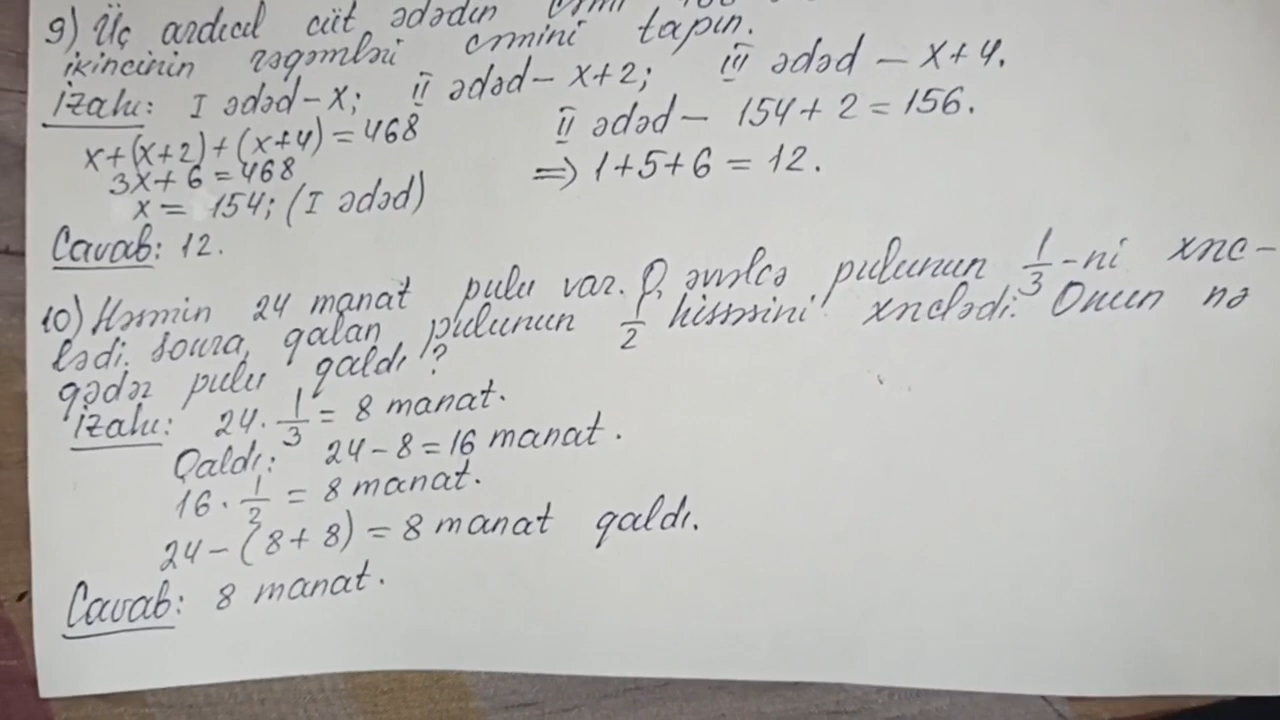 9) Üç ardıcıl cüt ədədin cəmi
ikincinin rəqəmləri cəmini tapın.
İzahı: I ədəd – x; II ədəd – x+2; III ədəd – x+4.
x+(x+2)+(x+4)=468
II ədəd – 154+2=156.
3x+6=468
⇒ 1+5+6=12.
x= 154; (I ədəd)
Cavab: 12.
10) Həsənin 24 manat pulu var. O, əvvəlcə pulunun 1/3-ni xərc-
lədi. Sonra, qalan pulunun 1/2 hissəsini xərclədi. Onun nə
qədər pulu qaldı?
İzahı: 24·1/3=8 manat.
Qaldı: 24-8=16 manat.
16·1/2=8 manat.
24-(8+8)=8 manat qaldı.
Cavab: 8 manat.